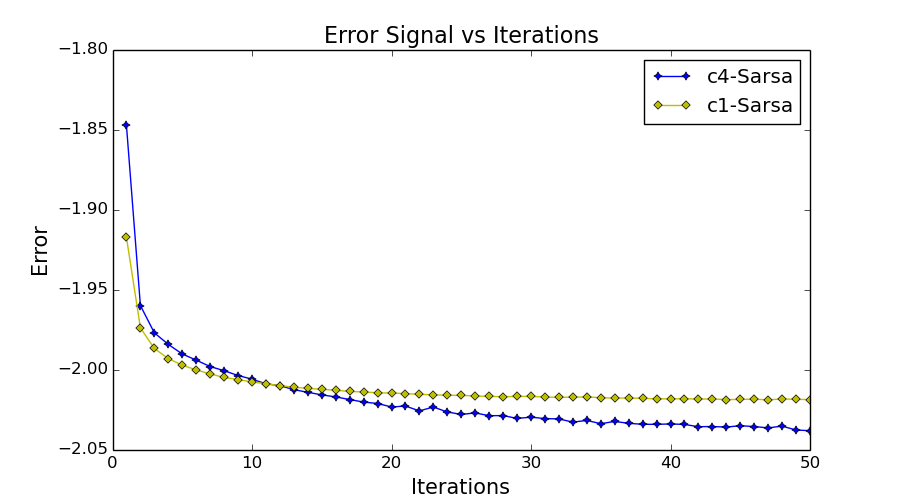 Error Signal vs Iterations
−1.80
c4-Sarsa
c1-Sarsa
−1.85
−1.90
−1.95
−2.00
−2.05
Error
0
10
20
30
40
50
Iterations